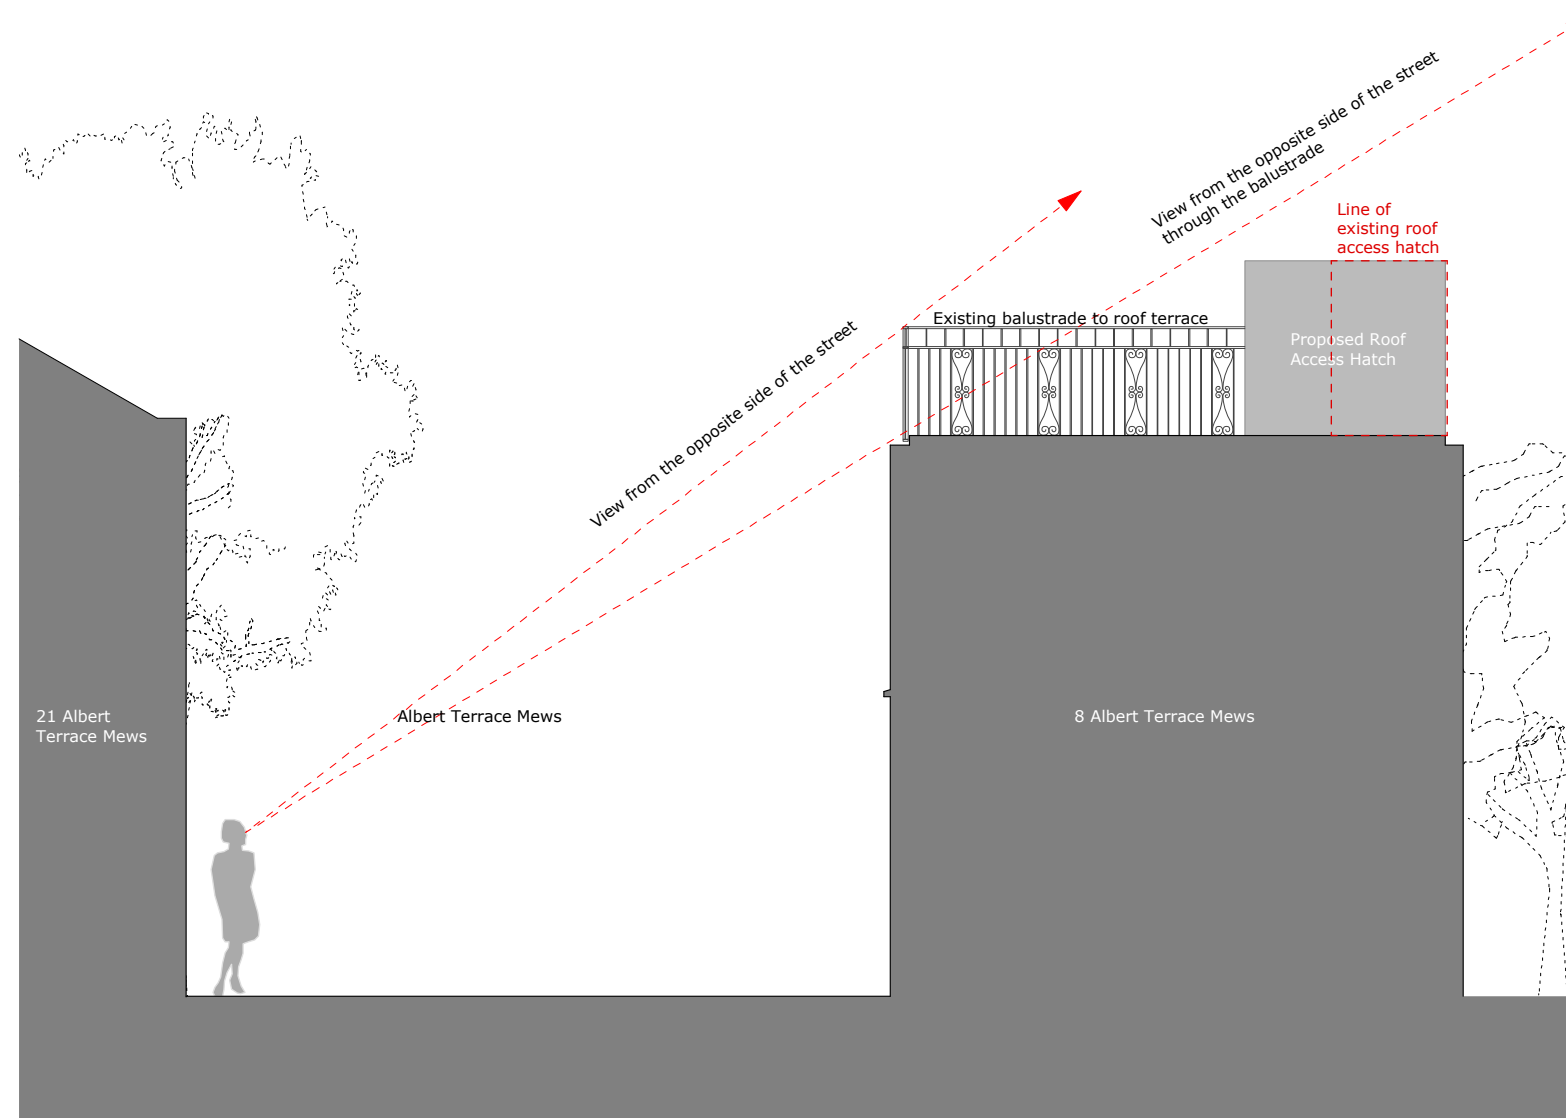 View from the opposite side of the street
through the balustrade
Line of
existing roof
access hatch
Existing balustrade to roof terrace
View from the opposite side of the street
Proposed Roof
Access Hatch
21 Albert
Terrace Mews
Albert Terrace Mews
8 Albert Terrace Mews